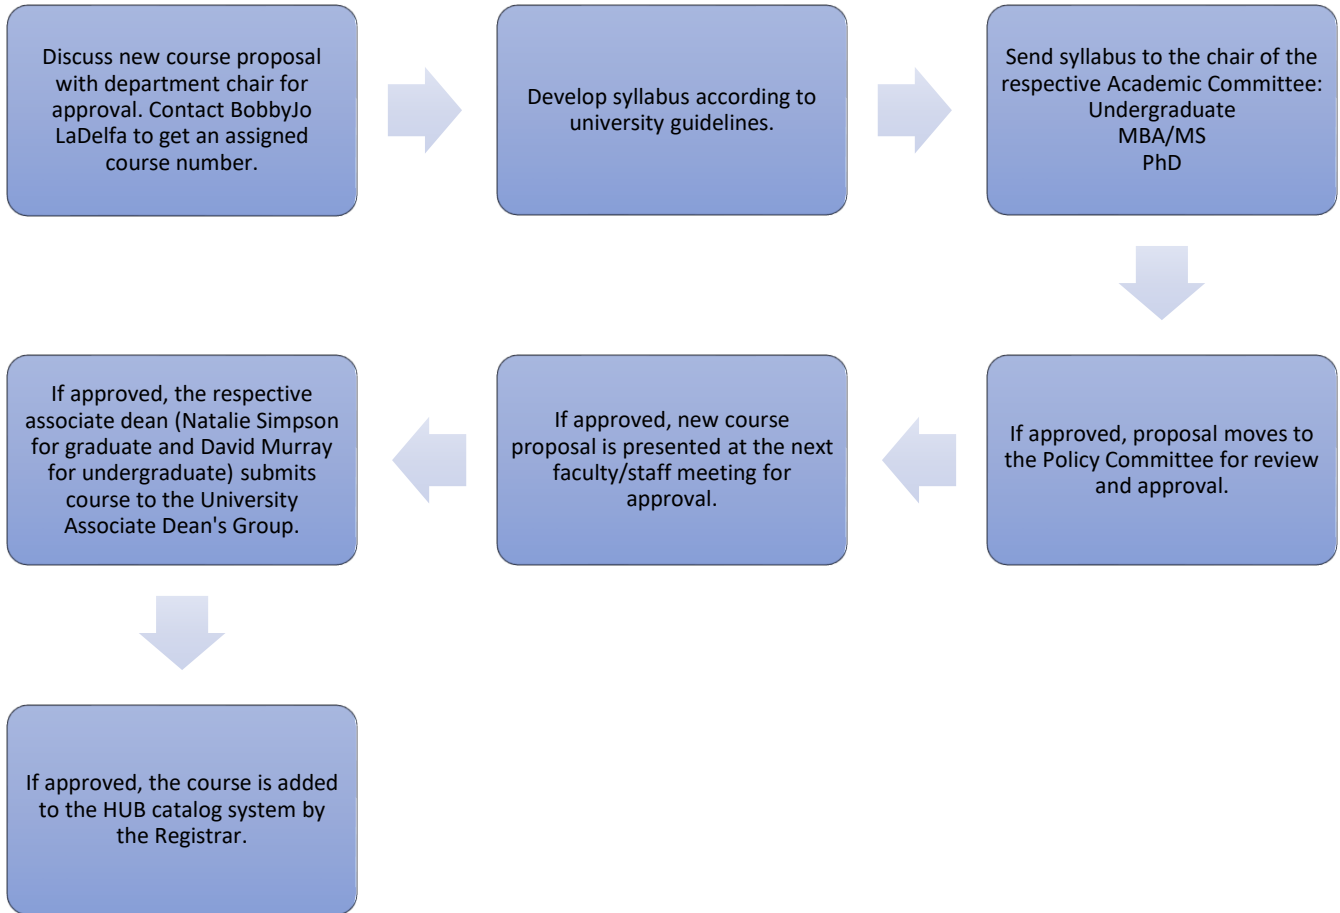 Discuss new course proposal
with department chair for
approval. Contact BobbyJo
LaDelfa to get an assigned
course number.
Develop syllabus according to
university guidelines.
Send syllabus to the chair of the
respective Academic Committee:
Undergraduate
MBA/MS
PhD
If approved, proposal moves to
the Policy Committee for review
and approval.
If approved, new course
proposal is presented at the next
faculty/staff meeting for
approval.
If approved, the respective
associate dean (Natalie Simpson
for graduate and David Murray
for undergraduate) submits
course to the University
Associate Dean's Group.
If approved, the course is added
to the HUB catalog system by
the Registrar.